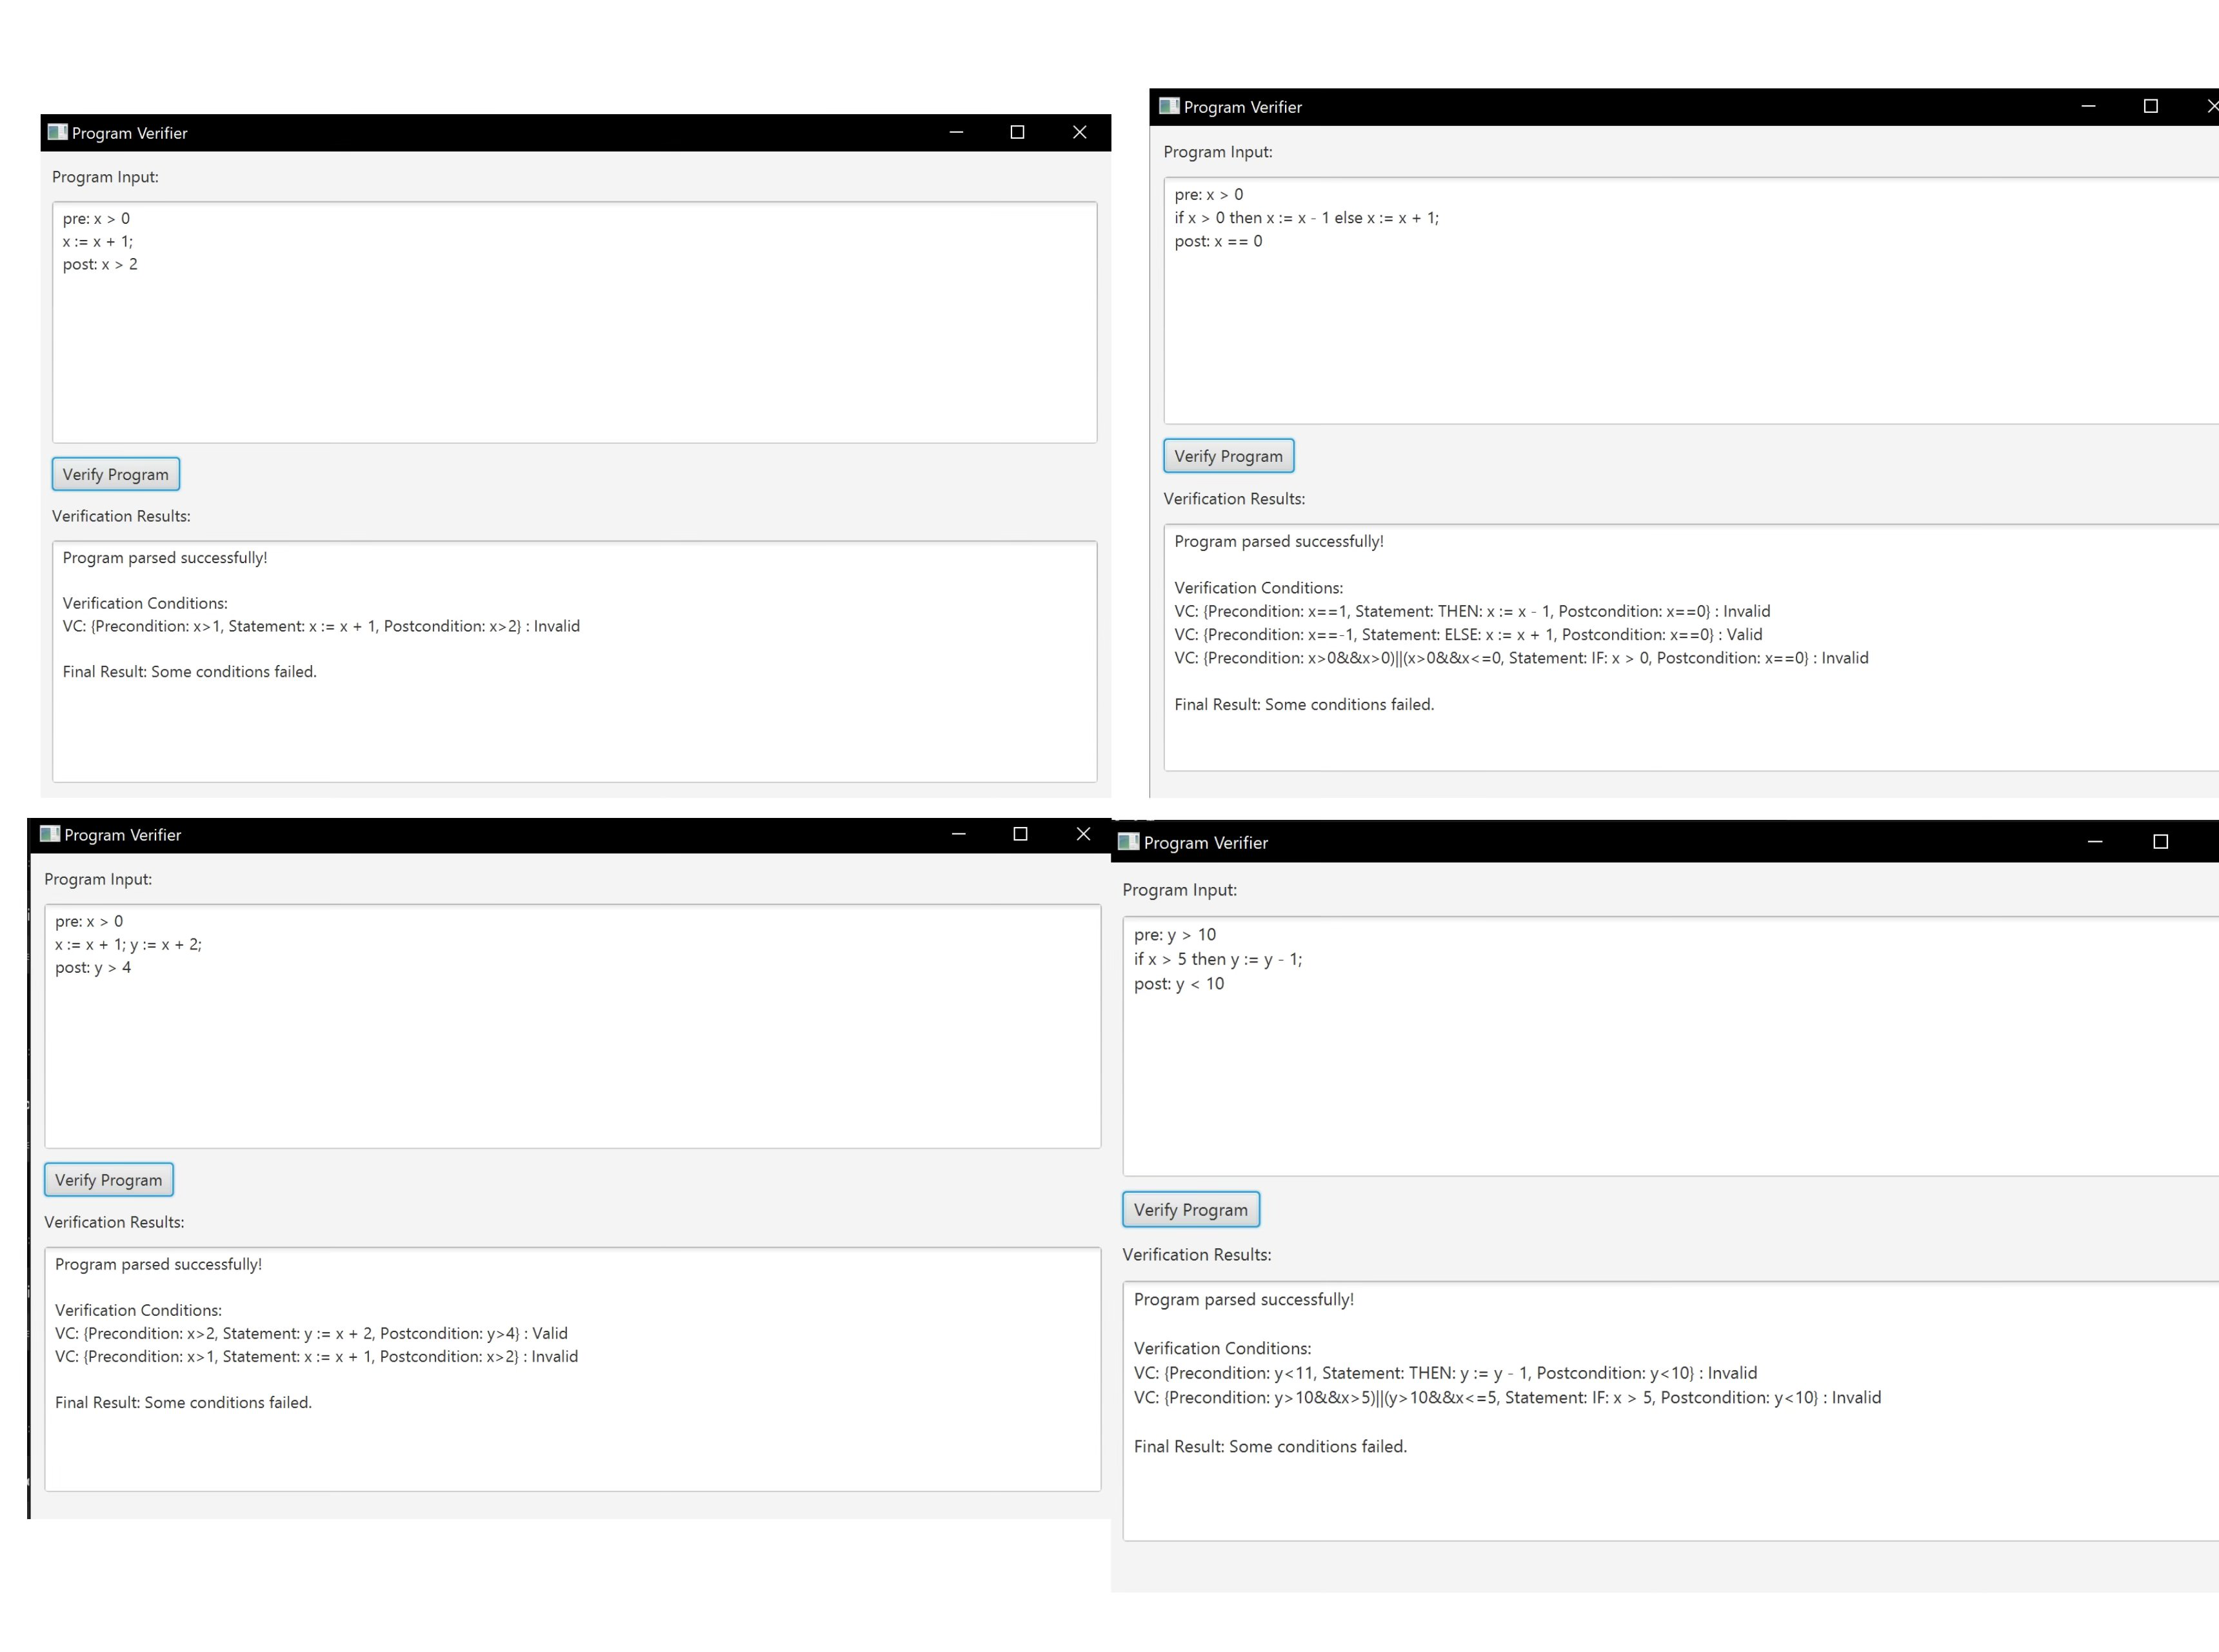 Program Verifier
Program Input:
pre: x > 0
x := x + 1;
post: x > 2
Verify Program
Verification Results:
Program parsed successfully!
Verification Conditions:
VC: {Precondition: x>1, Statement: x := x + 1, Postcondition: x>2} : Invalid
Final Result: Some conditions failed.
Program Verifier
Program Input:
pre: x > 0
if x > 0 then x := x - 1 else x := x + 1;
post: x == 0
Verify Program
Verification Results:
Program parsed successfully!
Verification Conditions:
VC: {Precondition: x==1, Statement: THEN: x := x - 1, Postcondition: x==0} : Invalid
VC: {Precondition: x==-1, Statement: ELSE: x := x + 1, Postcondition: x==0} : Valid
VC: {Precondition: x>0&&x>0)||(x>0&&x<=0, Statement: IF: x > 0, Postcondition: x==0} : Invalid
Final Result: Some conditions failed.
Program Verifier
Program Input:
pre: x > 0
x := x + 1; y := x + 2;
post: y > 4
Verify Program
Verification Results:
Program parsed successfully!
Verification Conditions:
VC: {Precondition: x>2, Statement: y := x + 2, Postcondition: y>4} : Valid
VC: {Precondition: x>1, Statement: x := x + 1, Postcondition: x>2} : Invalid
Final Result: Some conditions failed.
Program Verifier
Program Input:
pre: y > 10
if x > 5 then y := y - 1;
post: y < 10
Verify Program
Verification Results:
Program parsed successfully!
Verification Conditions:
VC: {Precondition: y<11, Statement: THEN: y := y - 1, Postcondition: y<10} : Invalid
VC: {Precondition: y>10&&x>5)||(y>10&&x<=5, Statement: IF: x > 5, Postcondition: y<10} : Invalid
Final Result: Some conditions failed.